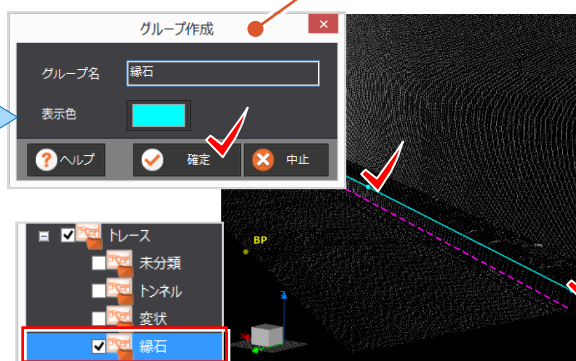 グループ作成
グループ名
縁石
表示色
ヘルプ
確定
中止
BP
トレース
未分類
トンネル
変状
縁石